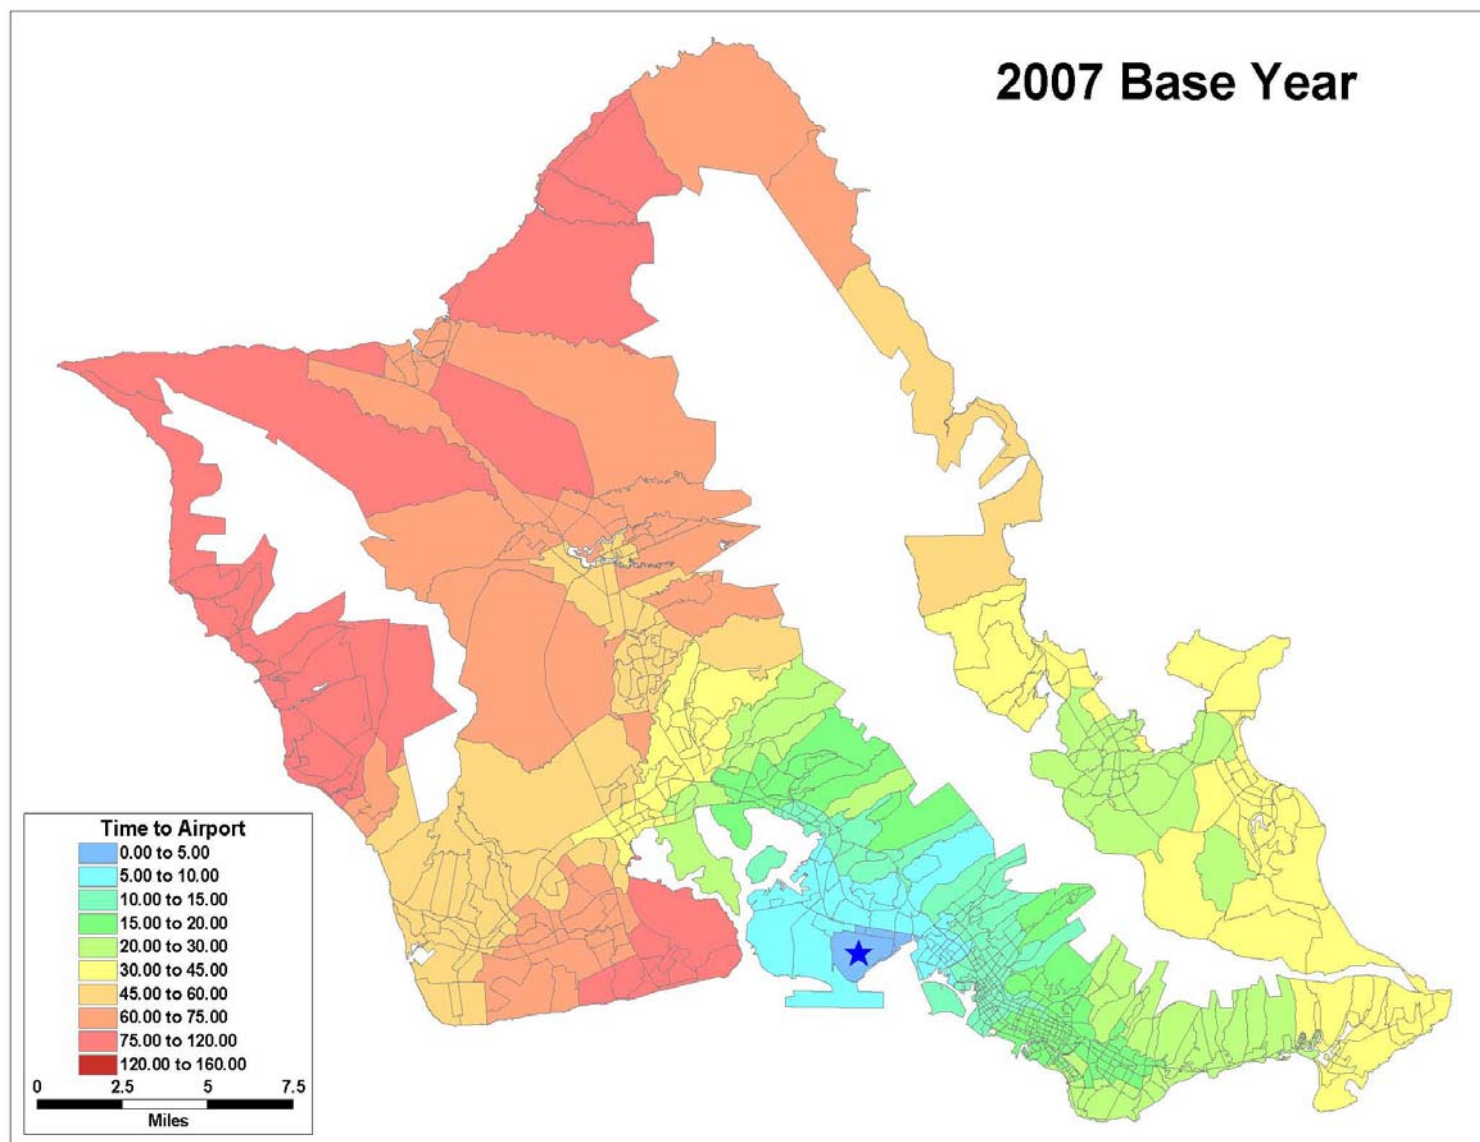 2007 Base Year
Time to Airport
0.00 to 5.00
5.00 to 10.00
10.00 to 15.00
15.00 to 20.00
20.00 to 30.00
30.00 to 45.00
45.00 to 60.00
60.00 to 75.00
75.00 to 120.00
120.00 to 160.00
0 2.5 5 7.5
Miles